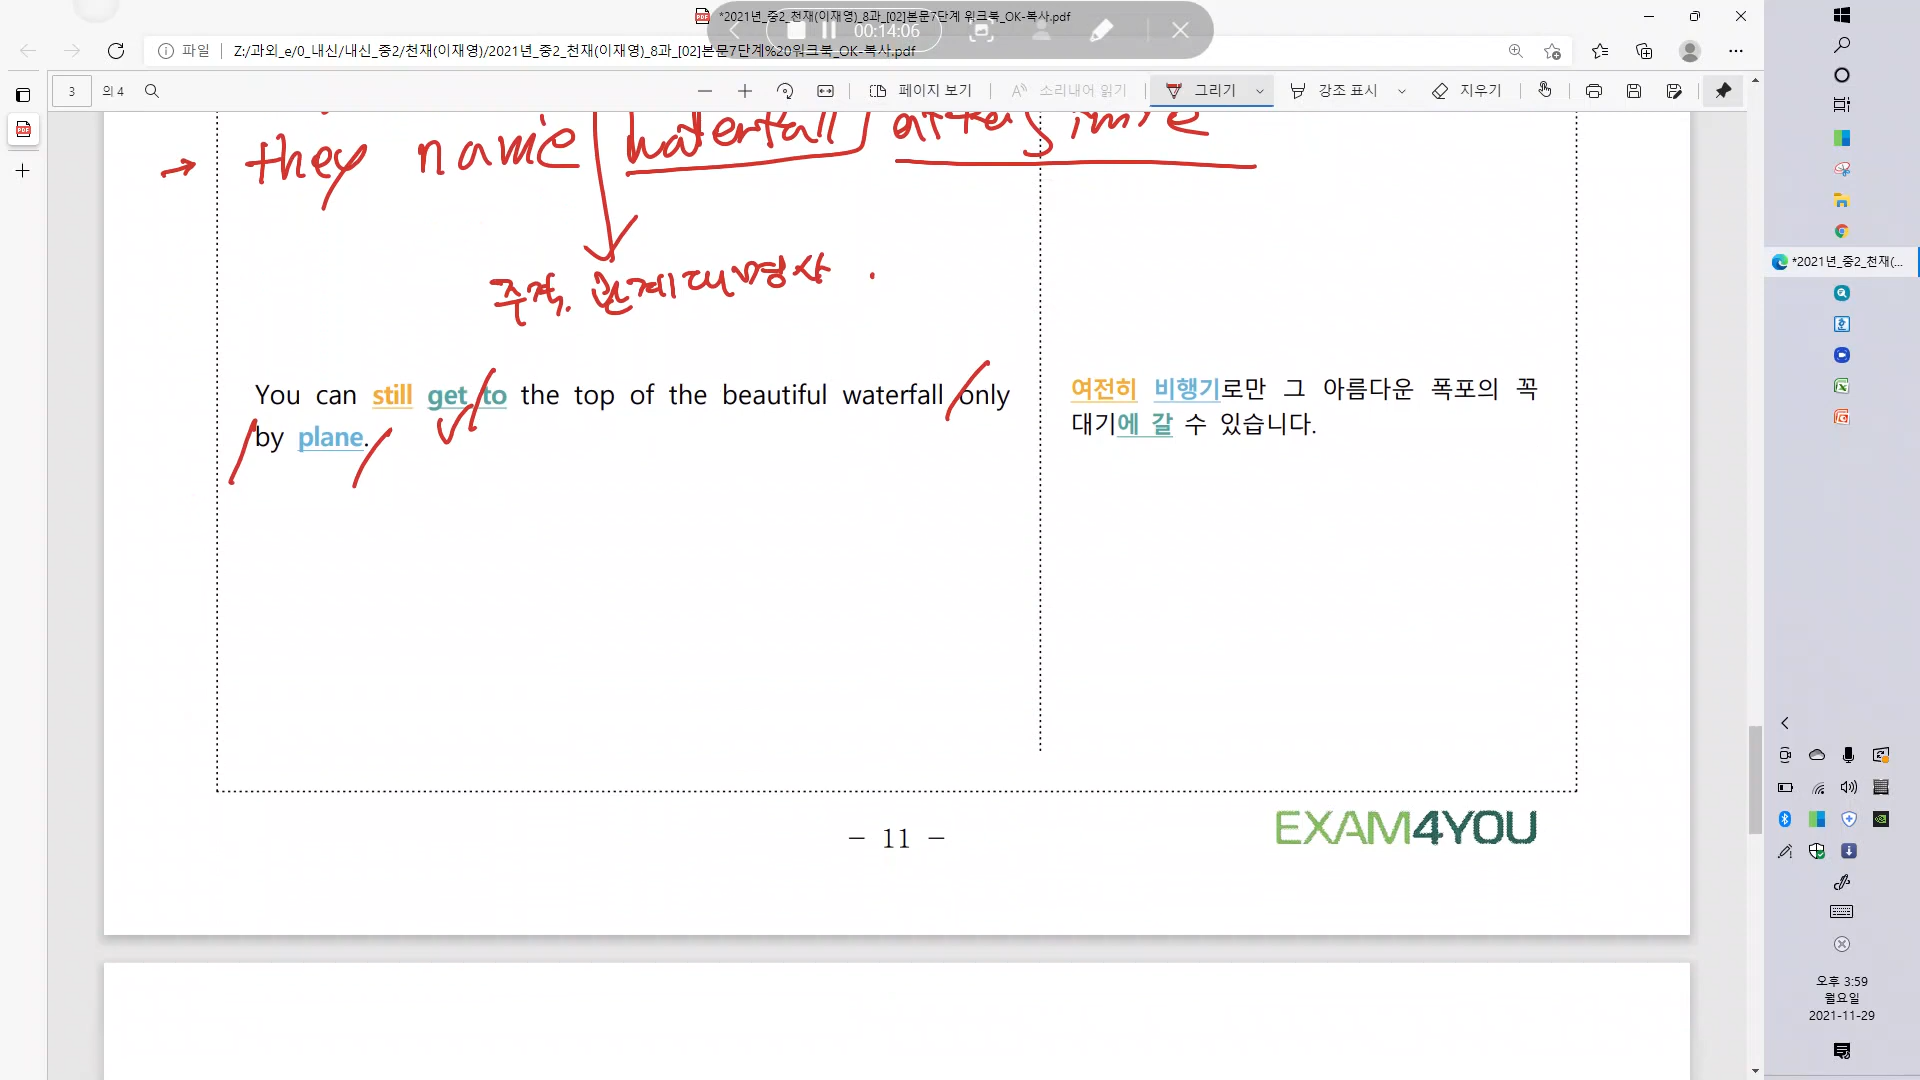 *2021년_중2_천재(이재영)_8과_[02]본문7단계 워크북_OK-복사.pdf
00:14:06
파일
Z:/과외_e/0_내신/내신_중2/천재(이재영)/2021년_중2_천재(이재영)_8과_[02]본문7단계%20워크북_OK-복사.pdf
3
의 4
페이지 보기
소리내어 읽기
그리기
강조 표시
지우기
*2021년_중2_천재(...
→ they name waterfall after
주격. 관계대명사.
You can still get to the top of the beautiful waterfall only
by plane.
여전히 비행기로만 그 아름다운 폭포의 꼭
대기에 갈 수 있습니다.
- 11 -
EXAM4YOU
오후 3:59
월요일
2021-11-29